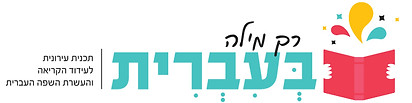 רק מילה
בְּעִבְרִית
תכנית עירונית
לעידוד הקריאה
והעשרת השפה העברית